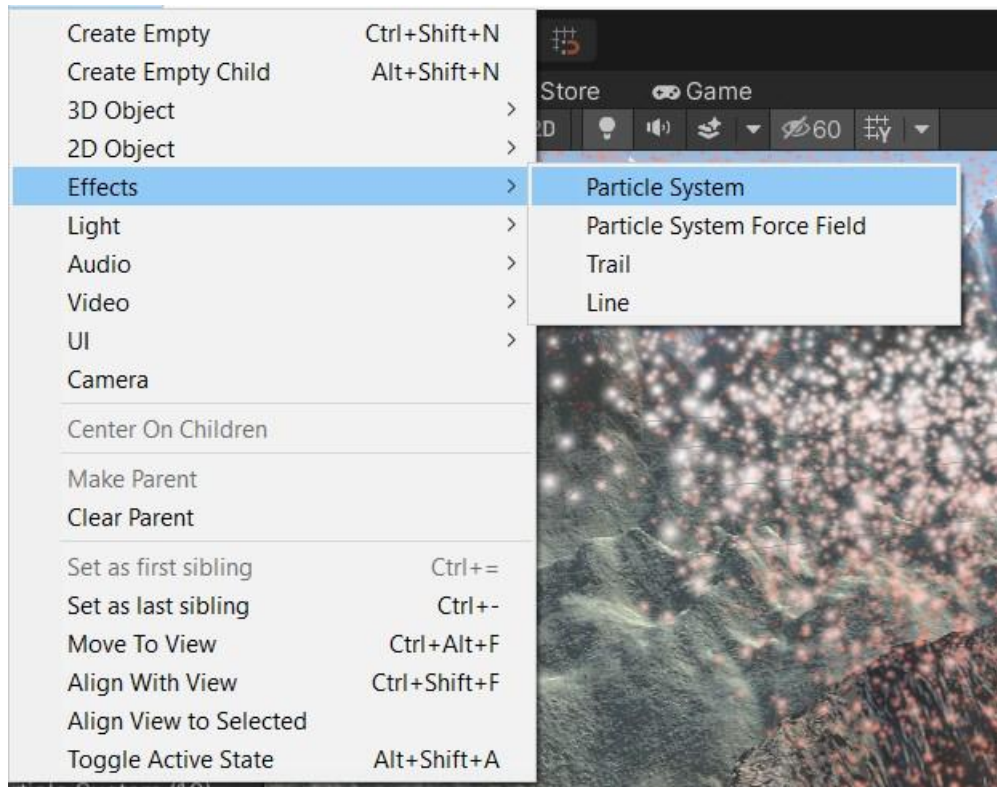 Create Empty Ctrl+Shift+N
Create Empty Child Alt+Shift+N
3D Object
2D Object
Effects
Light
Audio
Video
UI
Camera
Center On Children
Make Parent
Clear Parent
Set as first sibling Ctrl+=
Set as last sibling Ctrl+-
Move To View Ctrl+Alt+F
Align With View Ctrl+Shift+F
Align View to Selected
Toggle Active State Alt+Shift+A
Store Game
2D 60
Particle System
Particle System Force Field
Trail
Line